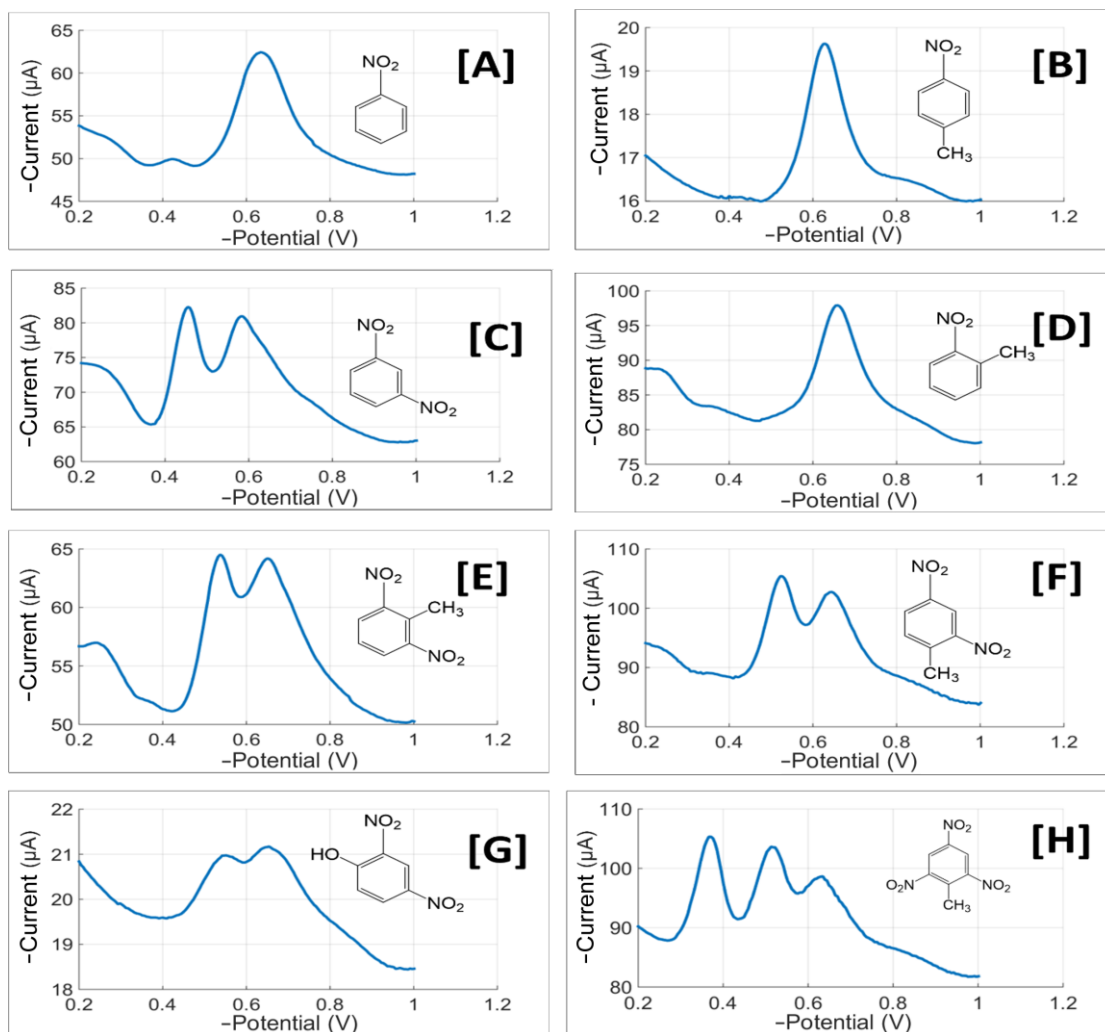 65
60
55
50
45
0.2 0.4 0.6 0.8 1 1.2
−Current (μA)
−Potential (V)
NO2
[A]
20
19
18
17
16
0.2 0.4 0.6 0.8 1 1.2
−Current (μA)
−Potential (V)
NO2
CH3
[B]
85
80
75
70
65
60
0.2 0.4 0.6 0.8 1 1.2
−Current (μA)
−Potential (V)
NO2
NO2
[C]
100
95
90
85
80
75
0.2 0.4 0.6 0.8 1 1.2
−Current (μA)
−Potential (V)
NO2
CH3
[D]
65
60
55
50
0.2 0.4 0.6 0.8 1 1.2
−Current (μA)
−Potential (V)
NO2
CH3
NO2
[E]
110
100
90
80
0.2 0.4 0.6 0.8 1 1.2
- Current (μA)
−Potential (V)
NO2
NO2
CH3
[F]
22
21
20
19
18
0.2 0.4 0.6 0.8 1 1.2
−Current (μA)
−Potential (V)
NO2
HO
NO2
[G]
110
100
90
80
0.2 0.4 0.6 0.8 1 1.2
−Current (μA)
−Potential (V)
NO2
O2N NO2
CH3
[H]